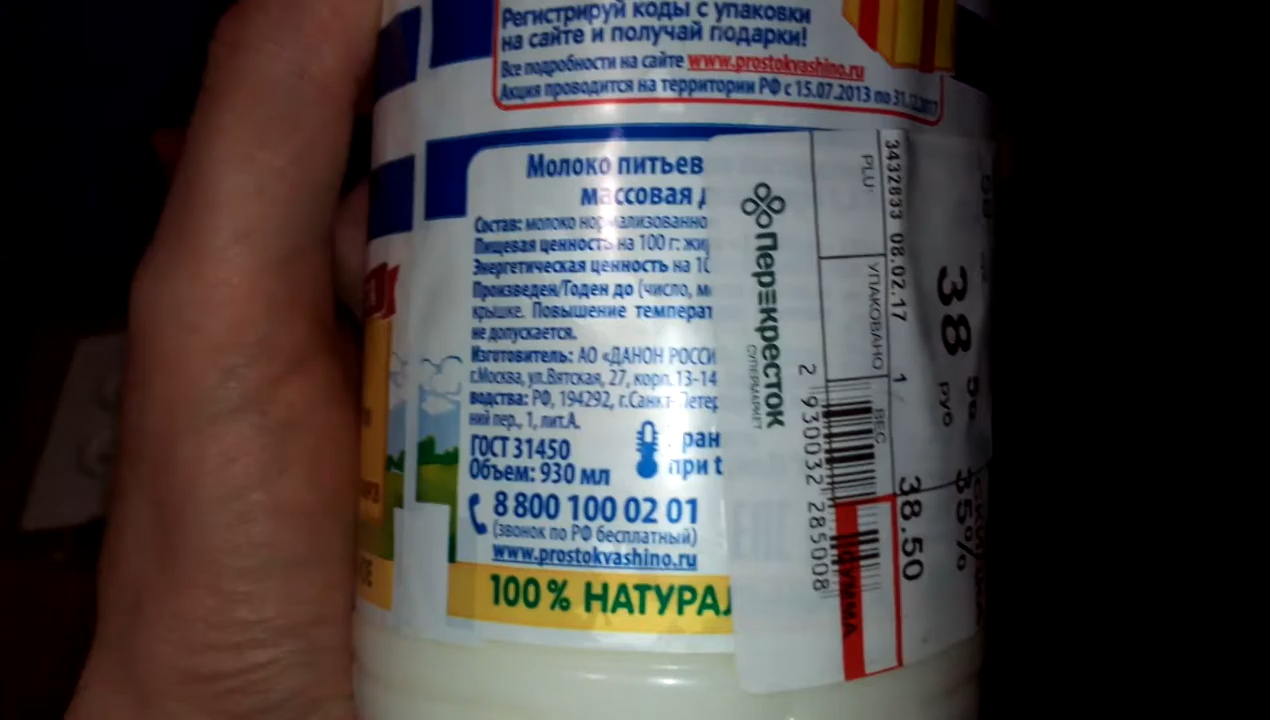 Регистрируй коды с упаковки
на сайте и получай подарки!
Все подробности на сайте www.prostokvashino.ru
Акция проводится на территории РФ с 15.07.2013 по
Молоко питьев
массовая
Состав: молоко нормализованно
Пищевая ценность на 100 г: жи
Энергетическая ценность на 10
Произведен/Годен до (число, м
крышке. Повышение температ
не допускается.
Изготовитель: АО «ДАНОН РОССИ
г.Москва, ул.Вятская, 27, корп. 13-14
водства: РФ, 194292, г.Санкт-Петер
ний пер., 1, лит.А.
ГОСТ 31450
Объем: 930 мл
ран
при t
8 800 100 02 01
(звонок по РФ бесплатный)
www.prostokvashino.ru
100% НАТУРАЛ
Перекресток
СУПЕРМАРКЕТ
PLU
УПАКОВАНО
ВЕС
СУММА
3432833 08.02.17 1 38.50
2 930032 285008
38 руб
35%